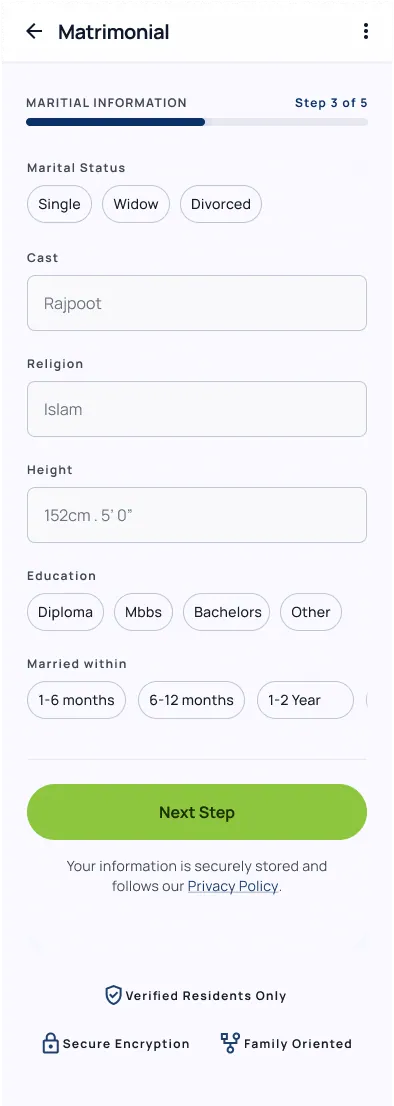 Matrimonial
MARITIAL INFORMATION Step 3 of 5
Marital Status
Single Widow Divorced
Cast
Rajpoot
Religion
Islam
Height
152cm . 5’ 0”
Education
Diploma Mbbs Bachelors Other
Married within
1-6 months 6-12 months 1-2 Year
Next Step
Your information is securely stored and
follows our Privacy Policy.
Verified Residents Only
Secure Encryption Family Oriented